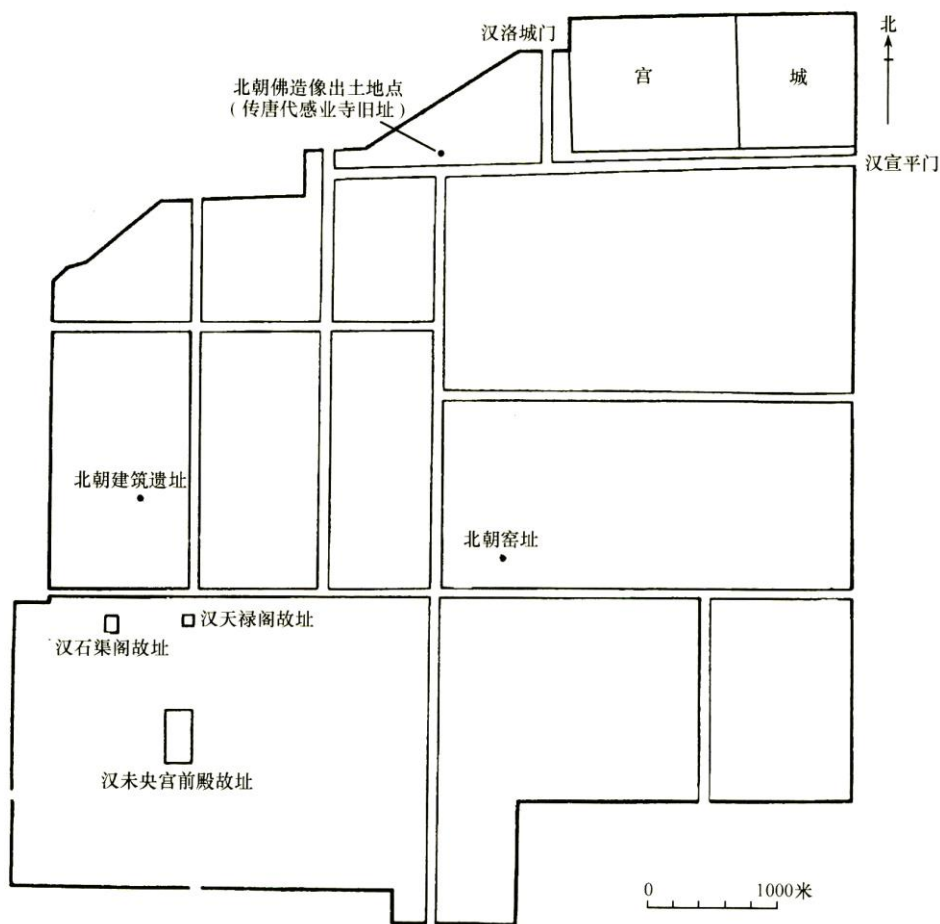 汉洛城门
北
宫
城
北朝佛造像出土地点
（传唐代感业寺旧址）
汉宣平门
北朝建筑遗址
北朝窑址
汉天禄阁故址
汉石渠阁故址
汉未央宫前殿故址
0
1000米